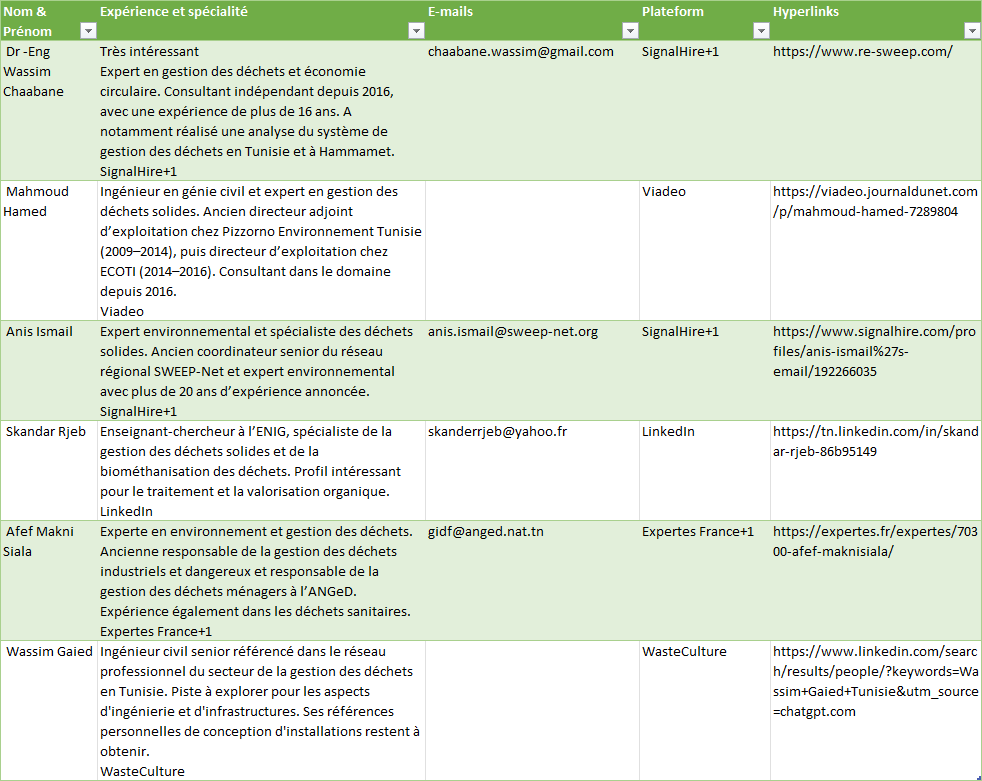 Nom & Prénom
Expérience et spécialité
E-mails
Plateform
Hyperlinks
Dr -Eng
Wassim
Chaabane
Très intéressant
Expert en gestion des déchets et économie
circulaire. Consultant indépendant depuis 2016,
avec une expérience de plus de 16 ans. A
notamment réalisé une analyse du système de
gestion des déchets en Tunisie et à Hammamet.
SignalHire+1
chaabane.wassim@gmail.com
SignalHire+1
https://www.re-sweep.com/
Mahmoud
Hamed
Ingénieur en génie civil et expert en gestion des
déchets solides. Ancien directeur adjoint
d’exploitation chez Pizzorno Environnement Tunisie
(2009–2014), puis directeur d’exploitation chez
ECOTI (2014–2016). Consultant dans le domaine
depuis 2016.
Viadeo
Viadeo
https://viadeo.journaldunet.com
/p/mahmoud-hamed-7289804
Anis Ismail
Expert environnemental et spécialiste des déchets
solides. Ancien coordinateur senior du réseau
régional SWEEP-Net et expert environnemental
avec plus de 20 ans d’expérience annoncée.
SignalHire+1
anis.ismail@sweep-net.org
SignalHire+1
https://www.signalhire.com/pro
files/anis-ismail%27s-
email/192266035
Skandar Rjeb
Enseignant-chercheur à l’ENIG, spécialiste de la
gestion des déchets solides et de la
biométhanisation des déchets. Profil intéressant
pour le traitement et la valorisation organique.
LinkedIn
skanderrjeb@yahoo.fr
LinkedIn
https://tn.linkedin.com/in/skand
ar-rjeb-86b95149
Afef Makni
Siala
Experte en environnement et gestion des déchets.
Ancienne responsable de la gestion des déchets
industriels et dangereux et responsable de la
gestion des déchets ménagers à l’ANGeD.
Expérience également dans les déchets sanitaires.
Expertes France+1
gidf@anged.nat.tn
Expertes France+1
https://expertes.fr/expertes/703
00-afef-maknisiala/
Wassim Gaied
Ingénieur civil senior référencé dans le réseau
professionnel du secteur de la gestion des déchets
en Tunisie. Piste à explorer pour les aspects
d'ingénierie et d'infrastructures. Ses références
personnelles de conception d'installations restent à
obtenir.
WasteCulture
WasteCulture
https://www.linkedin.com/searc
h/results/people/?keywords=Wa
ssim+Gaied+Tunisie&utm_source
=chatgpt.com